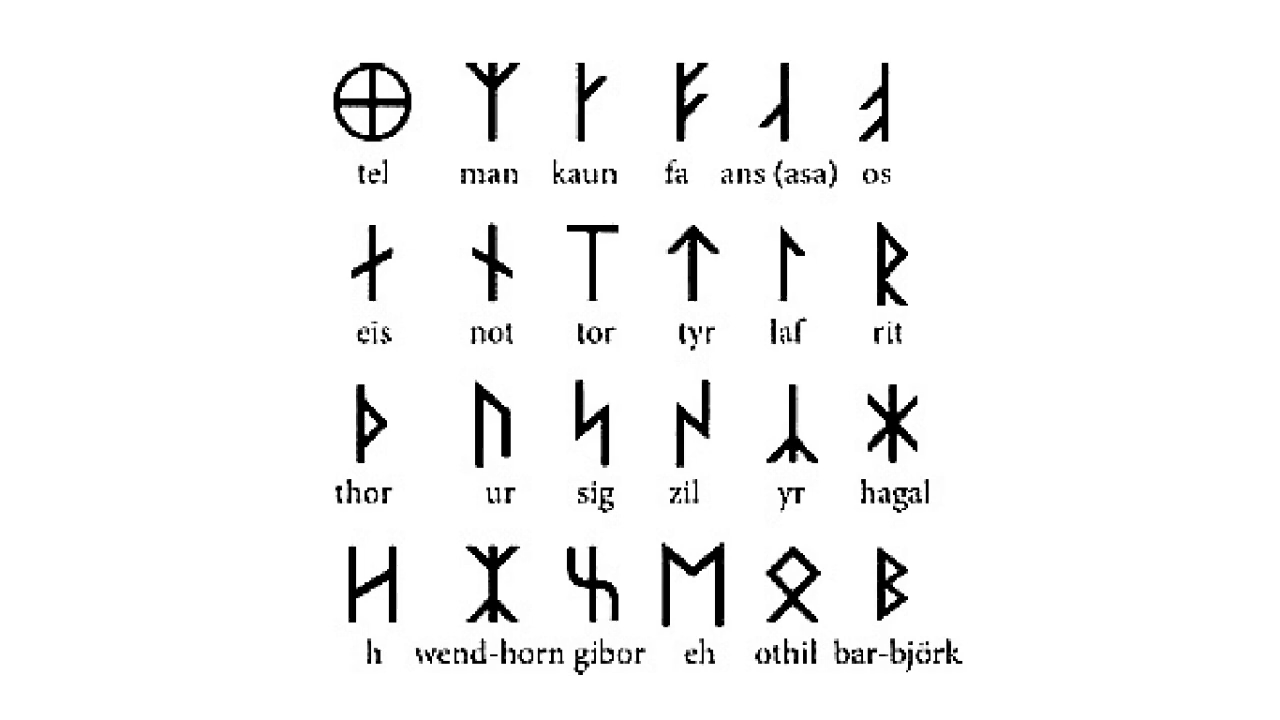 tel man kaun fa ans (asa) os
eis not tor tyr laf rit
thor ur sig zil yr hagal
h wend-horn gibor eh othil bar-björk